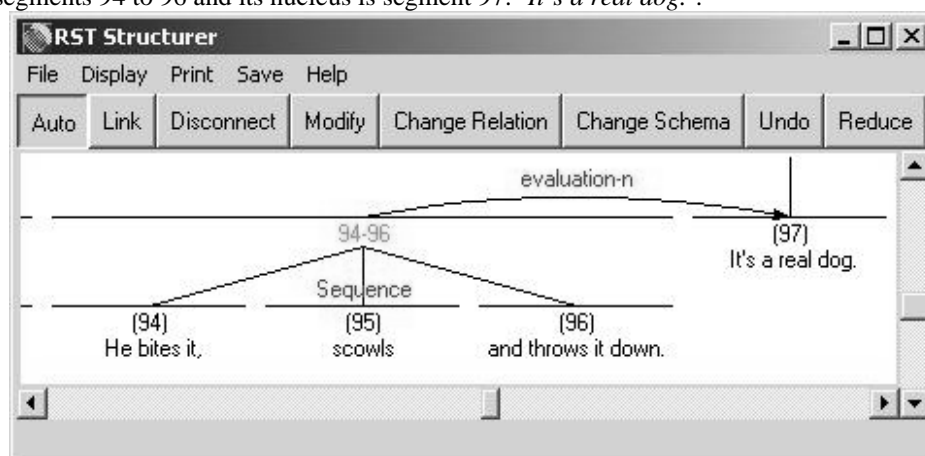 segments 94 to 96 and its nucleus is segment 97: "It's a real dog.".
RST Structurer
File Display Print Save Help
Auto Link Disconnect Modify Change Relation Change Schema Undo Reduce
evaluation-n
94-96
(97)
It's a real dog.
Sequence
(94) (95) (96)
He bites it, scowls and throws it down.